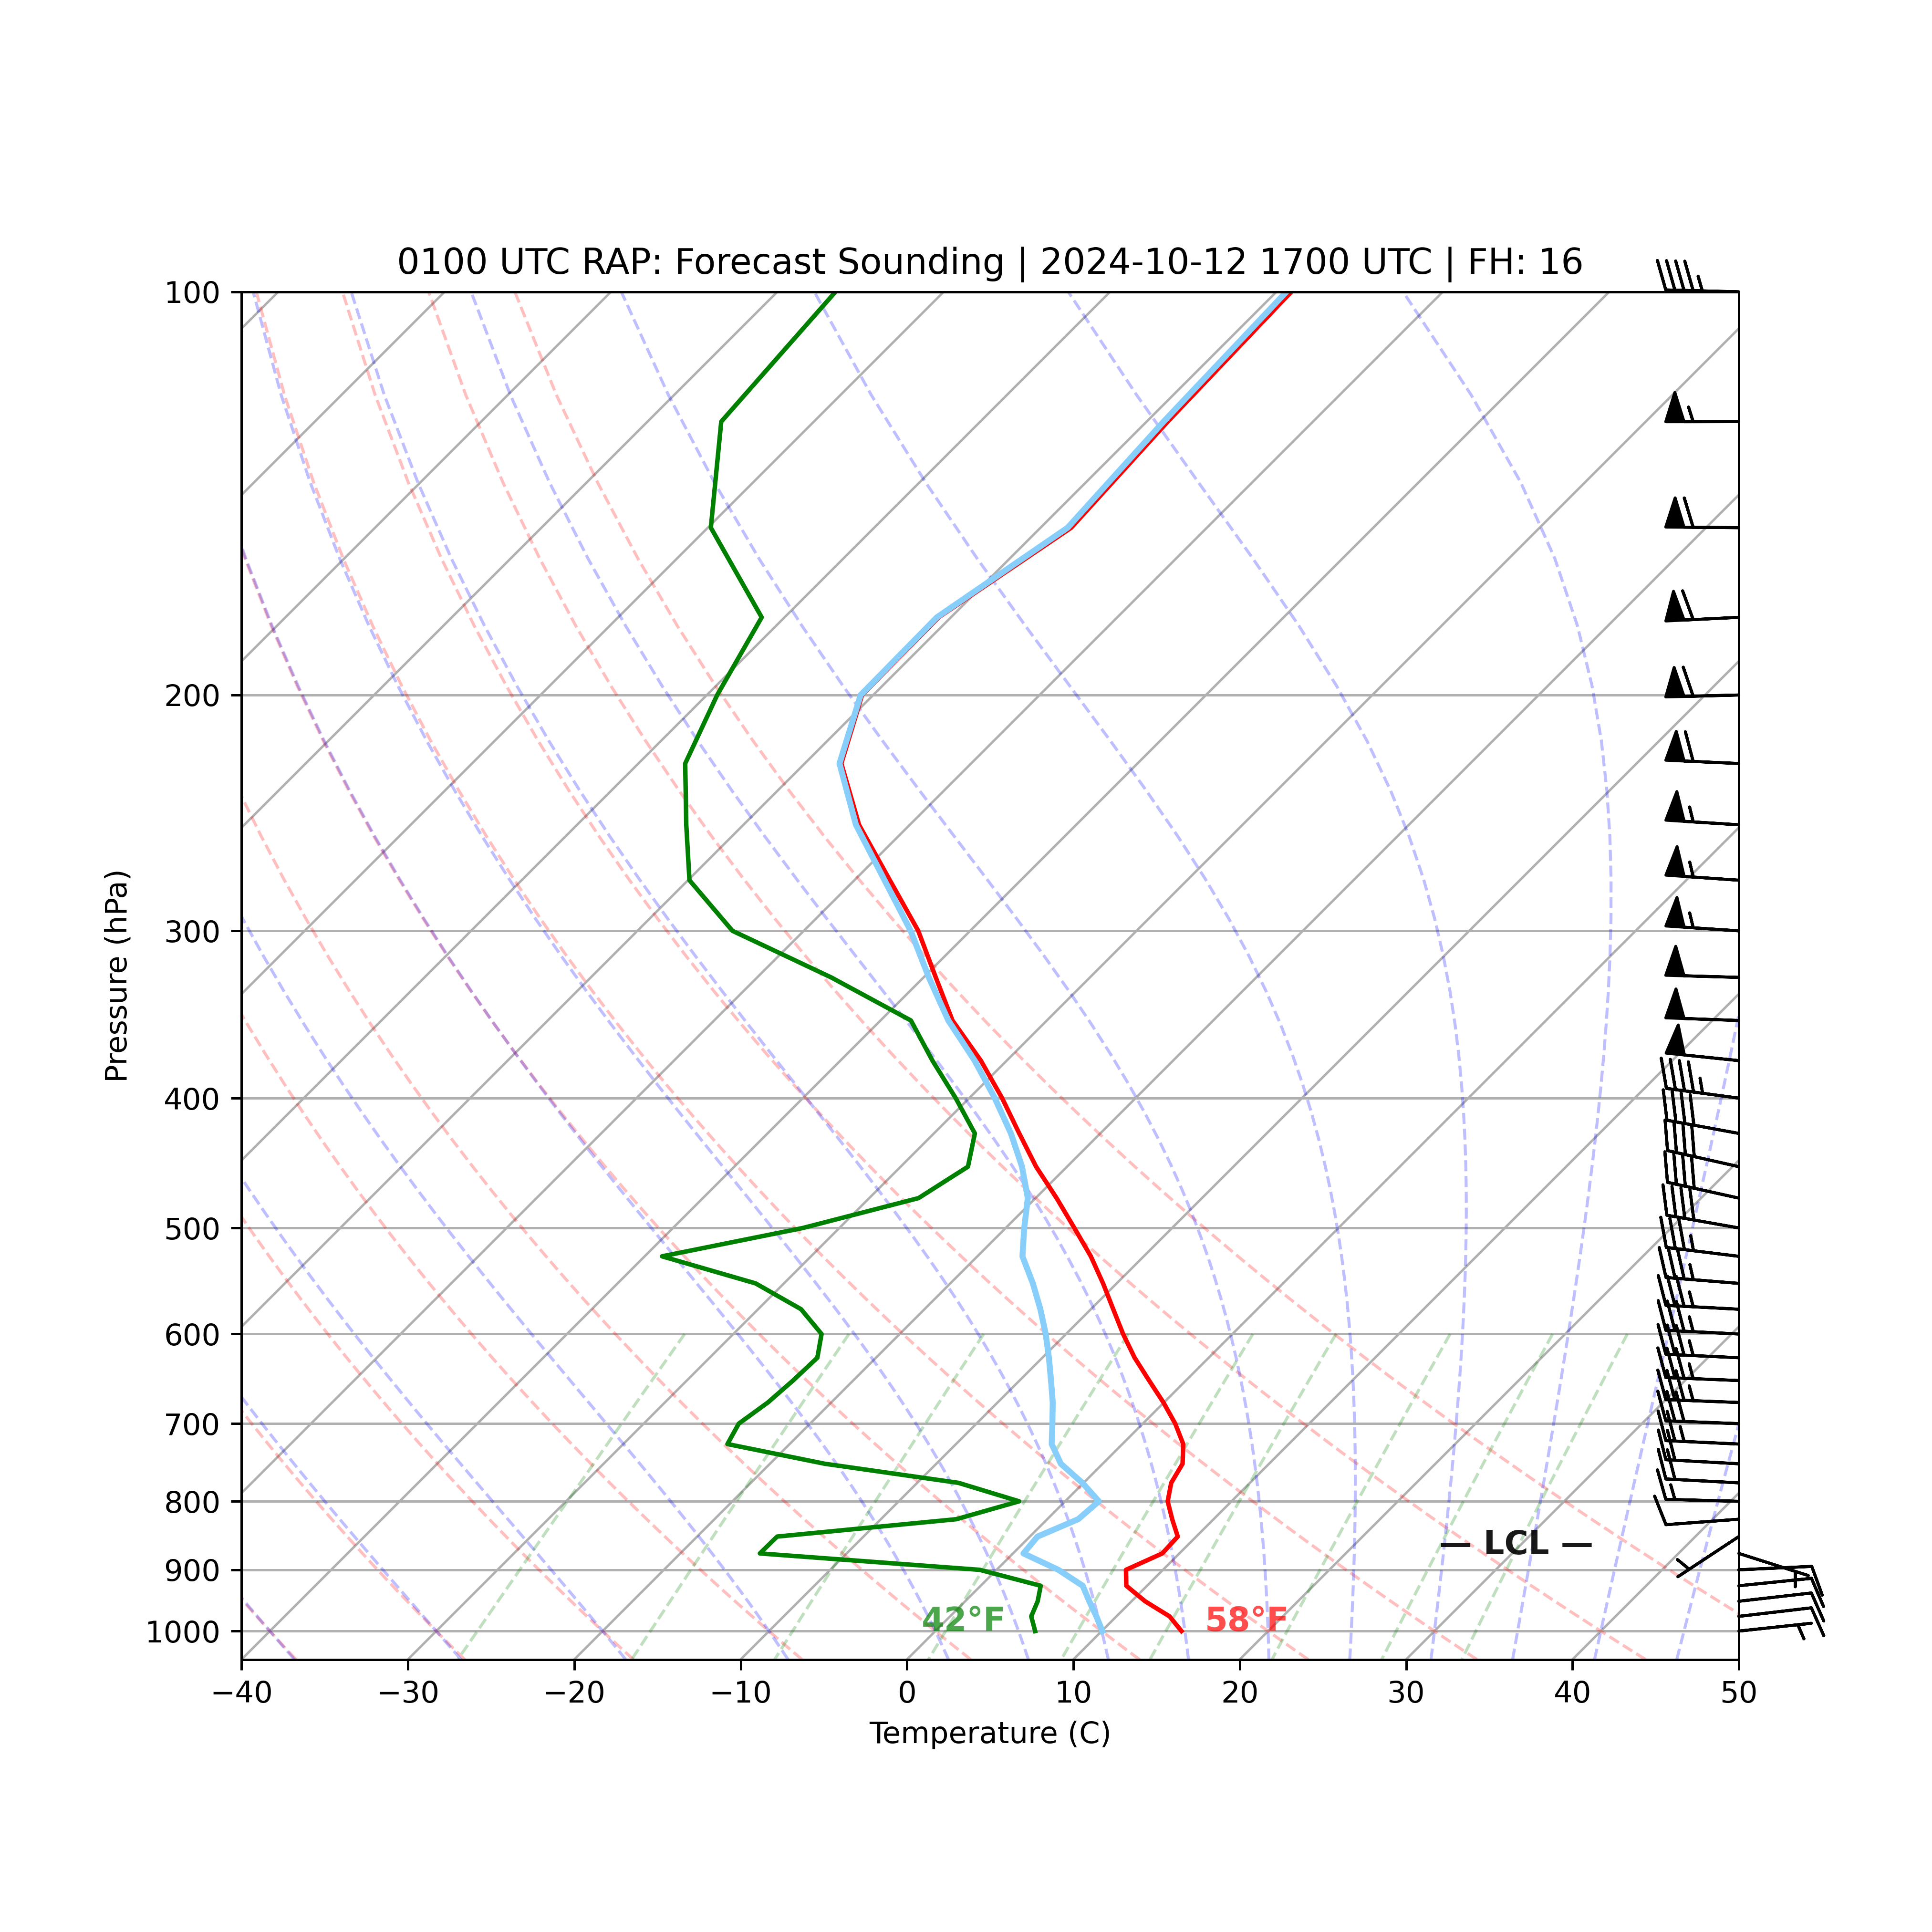 0100 UTC RAP: Forecast Sounding | 2024-10-12 1700 UTC | FH: 16
100
200
300
400
500
600
700
800
900
1000
Pressure (hPa)
— LCL —
42°F
58°F
−40 −30 −20 −10 0 10 20 30 40 50
Temperature (C)